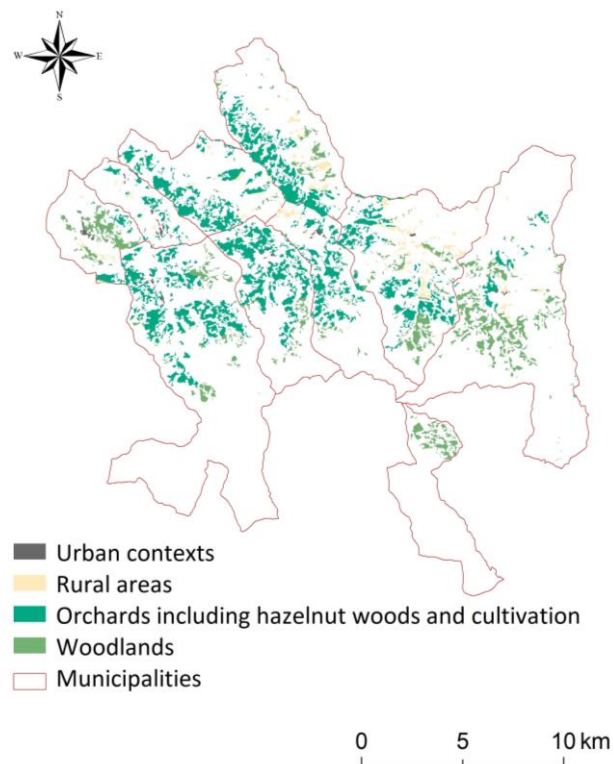 N
W E
S
Urban contexts
Rural areas
Orchards including hazelnut woods and cultivation
Woodlands
Municipalities
0 5 10 km